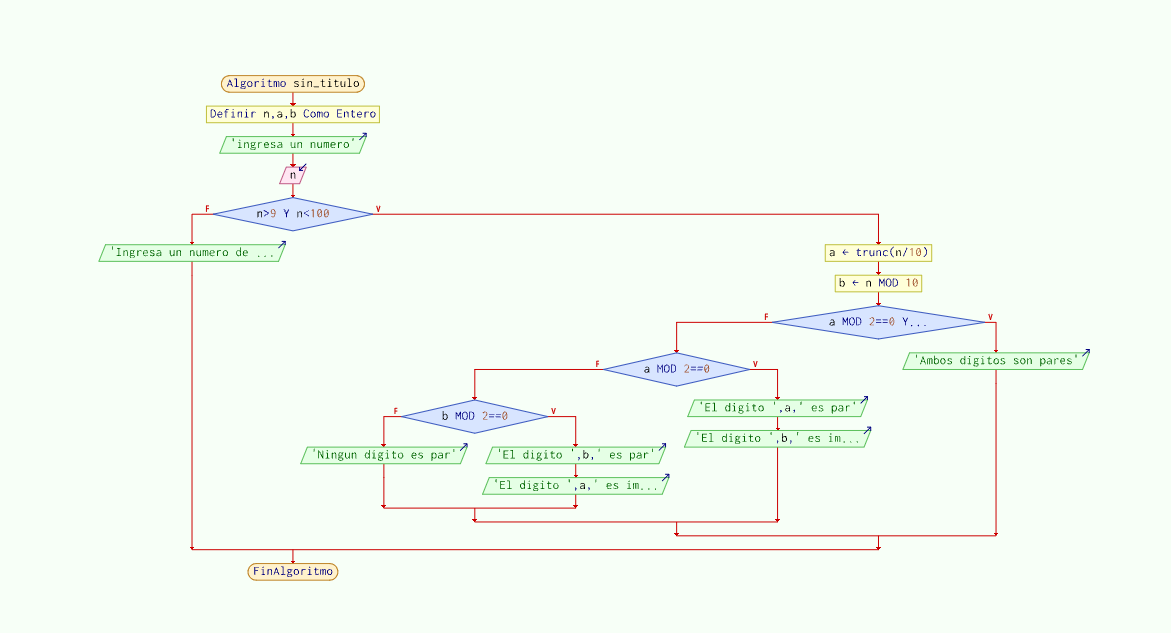 Algoritmo sin_titulo
Definir n,a,b Como Entero
'ingresa un numero'
n
F
n>9 Y n<100
V
'Ingresa un numero de ...
a ← trunc(n/10)
b ← n MOD 10
F
a MOD 2==0 Y...
V
'Ambos digitos son pares'
F
a MOD 2==0
V
'El digito ',a,' es par'
'El digito ',b,' es im...
F
b MOD 2==0
V
'Ningun digito es par'
'El digito ',b,' es par'
'El digito ',a,' es im...
FinAlgoritmo